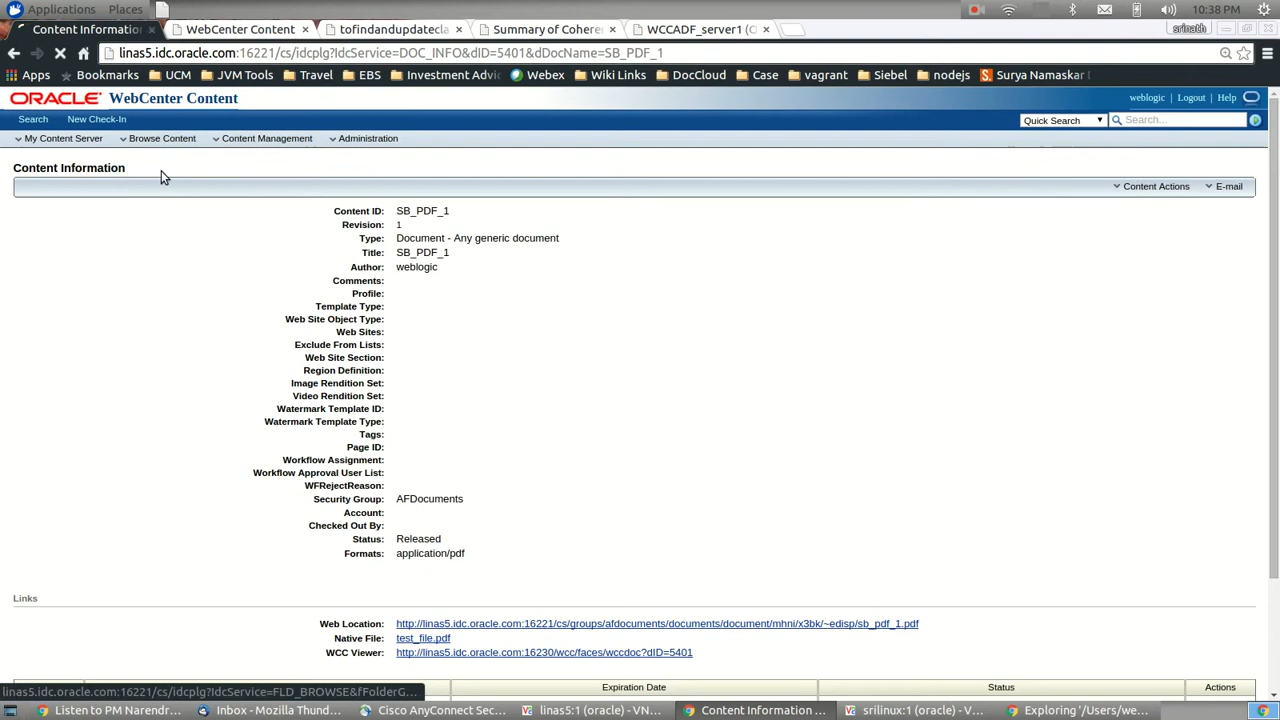 Applications Places 10:38 PM
Content Informatio WebCenter Content tofindandupdatecla Summary of Coheren WCCADF_server1 (O srinath
linas5.idc.oracle.com:16221/cs/idcplg?IdcService=DOC_INFO&dID=5401&dDocName=SB_PDF_1
Apps Bookmarks UCM JVM Tools Travel EBS Investment Advic Webex Wiki Links DocCloud Case vagrant Siebel nodejs Surya Namaskar
ORACLE WebCenter Content weblogic | Logout | Help
Search New Check-In Quick Search Search...
My Content Server Browse Content Content Management Administration
Content Information
Content Actions E-mail
Content ID: SB_PDF_1
Revision: 1
Type: Document - Any generic document
Title: SB_PDF_1
Author: weblogic
Comments:
Profile:
Template Type:
Web Site Object Type:
Web Sites:
Exclude From Lists:
Web Site Section:
Region Definition:
Image Rendition Set:
Video Rendition Set:
Watermark Template ID:
Watermark Template Type:
Tags:
Page ID:
Workflow Assignment:
Workflow Approval User List:
WFRejectReason:
Security Group: AFDocuments
Account:
Checked Out By:
Status: Released
Formats: application/pdf
Links
Web Location: http://linas5.idc.oracle.com:16221/cs/groups/afdocuments/documents/document/mhni/x3bk/~edisp/sb_pdf_1.pdf
Native File: test_file.pdf
WCC Viewer: http://linas5.idc.oracle.com:16230/wcc/faces/wccdoc?dID=5401
Expiration Date Status Actions
linas5.idc.oracle.com:16221/cs/idcplg?IdcService=FLD_BROWSE&fFolderG...
Listen to PM Narendr... Inbox - Mozilla Thund... Cisco AnyConnect Sec... linas5:1 (oracle) - VN... Content Information ... srilinux:1 (oracle) - V... Exploring '/Users/we...